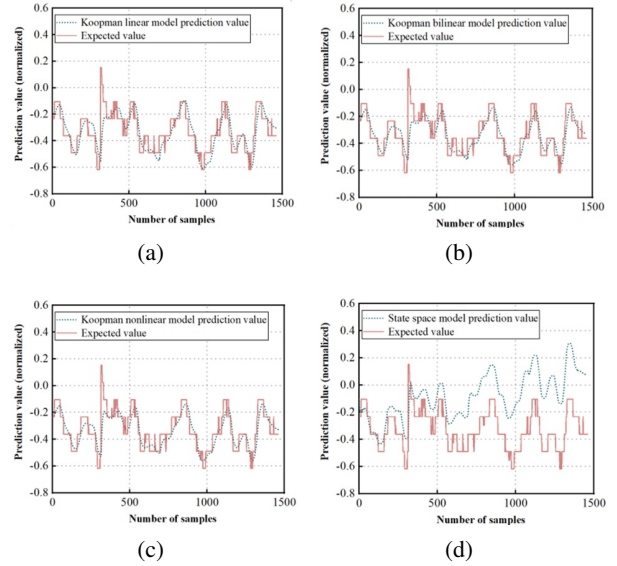 Koopman linear model prediction value
Expected value
Prediction value (normalized)
0.6
0.4
0.2
0.0
-0.2
-0.4
-0.6
-0.8
0
500
1000
1500
Number of samples
(a)
Koopman bilinear model prediction value
Expected value
Prediction value (normalized)
0.6
0.4
0.2
0.0
-0.2
-0.4
-0.6
-0.8
0
500
1000
1500
Number of samples
(b)
Koopman nonlinear model prediction value
Expected value
Prediction value (normalized)
0.6
0.4
0.2
0.0
-0.2
-0.4
-0.6
-0.8
0
500
1000
1500
Number of samples
(c)
State space model prediction value
Expected value
Prediction value (normalized)
0.6
0.4
0.2
0.0
-0.2
-0.4
-0.6
-0.8
0
500
1000
1500
Number of samples
(d)